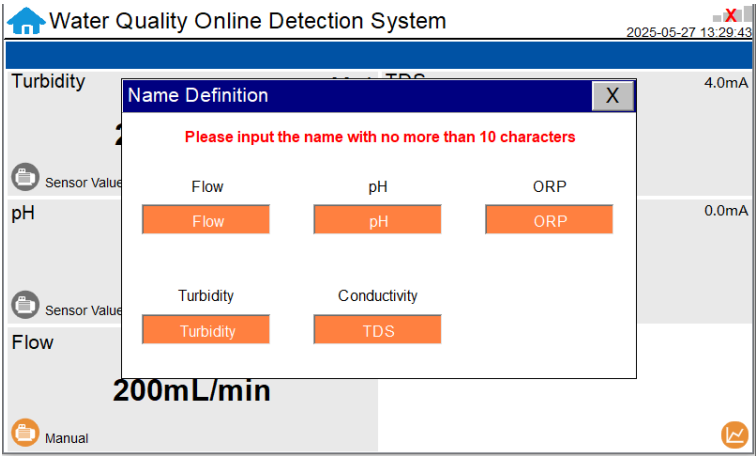 Water Quality Online Detection System
X
2025-05-27 13:29:43
Turbidity
TDS
4.0mA
Name Definition
X
Please input the name with no more than 10 characters
Sensor Value
Flow
pH
ORP
Flow
pH
ORP
pH
0.0mA
Turbidity
Conductivity
Turbidity
TDS
Sensor Value
Flow
200mL/min
Manual